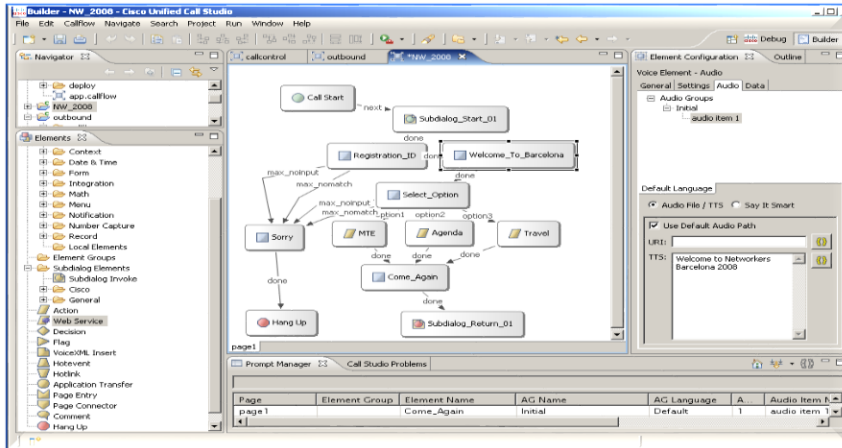 Builder - NW_2008 - Cisco Unified Call Studio
File Edit Callflow Navigate Search Project Run Window Help
Debug Builder
Navigator
deploy
app.callflow
NW_2008
outbound
Elements
Context
Date & Time
Form
Integration
Math
Menu
Notification
Number Capture
Record
Local Elements
Element Groups
Subdialog Elements
Subdialog Invoke
Cisco
General
Action
Web Service
Decision
Flag
VoiceXML Insert
Hotevent
Hotlink
Application Transfer
Page Entry
Page Connector
Comment
Hang Up
callcontrol outbound *NW_2008
Call Start
next
Subdialog_Start_01
done
Registration_ID
done
Welcome_To_Barcelona
max_noinput
done
max_nomatch
Select_Option
max_noinput
max_nomatch
option1 option2 option3
Sorry
MTE
Agenda
Travel
done done done
Come_Again
done
done
Hang Up
Subdialog_Return_01
page1
Element Configuration Outline
Voice Element - Audio
General Settings Audio Data
Audio Groups
Initial
audio item 1
Default Language
Audio File / TTS Say It Smart
Use Default Audio Path
URI:
TTS:
Welcome to Networkers
Barcelona 2008
Prompt Manager Call Studio Problems
Page Element Group Element Name AG Name AG Language A... Audio Item N
page1 Come_Again Initial Default 1 audio item 1